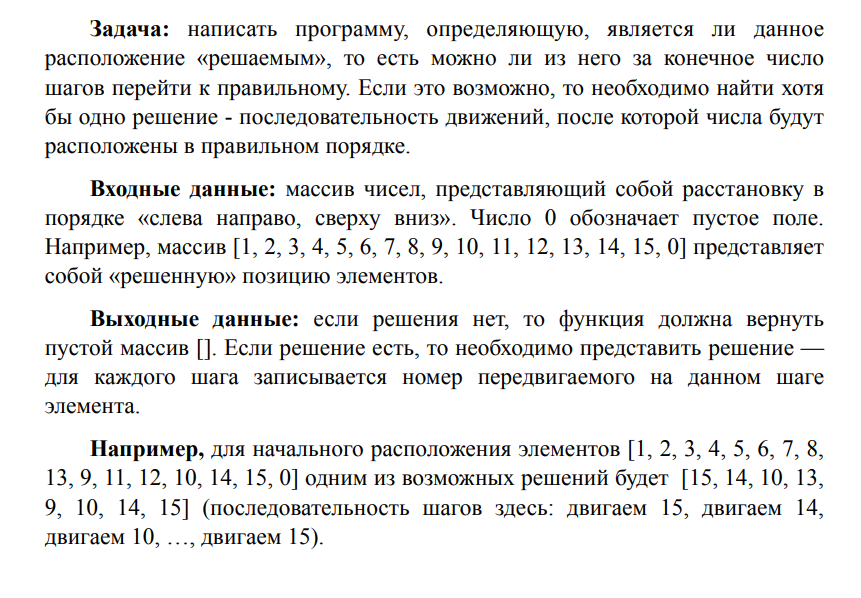 Задача: написать программу, определяющую, является ли данное
расположение «решаемым», то есть можно ли из него за конечное число
шагов перейти к правильному. Если это возможно, то необходимо найти хотя
бы одно решение - последовательность движений, после которой числа будут
расположены в правильном порядке.
Входные данные: массив чисел, представляющий собой расстановку в
порядке «слева направо, сверху вниз». Число 0 обозначает пустое поле.
Например, массив [1, 2, 3, 4, 5, 6, 7, 8, 9, 10, 11, 12, 13, 14, 15, 0] представляет
собой «решенную» позицию элементов.
Выходные данные: если решения нет, то функция должна вернуть
пустой массив []. Если решение есть, то необходимо представить решение —
для каждого шага записывается номер передвигаемого на данном шаге
элемента.
Например, для начального расположения элементов [1, 2, 3, 4, 5, 6, 7, 8,
13, 9, 11, 12, 10, 14, 15, 0] одним из возможных решений будет [15, 14, 10, 13,
9, 10, 14, 15] (последовательность шагов здесь: двигаем 15, двигаем 14,
двигаем 10, …, двигаем 15).